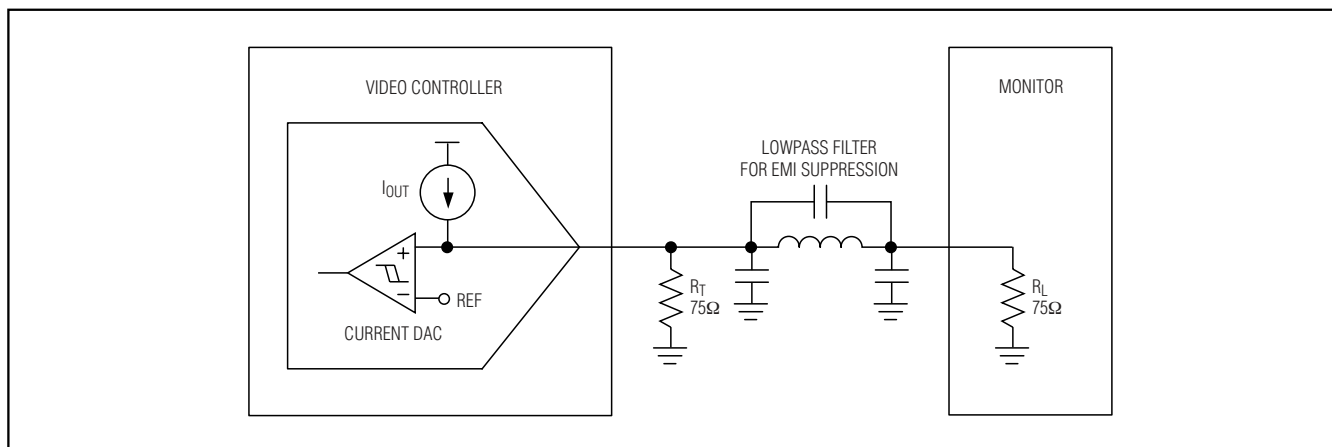 VIDEO CONTROLLER
MONITOR
LOWPASS FILTER
FOR EMI SUPPRESSION
IOUT
+
−
REF
CURRENT DAC
RT
75Ω
RL
75Ω